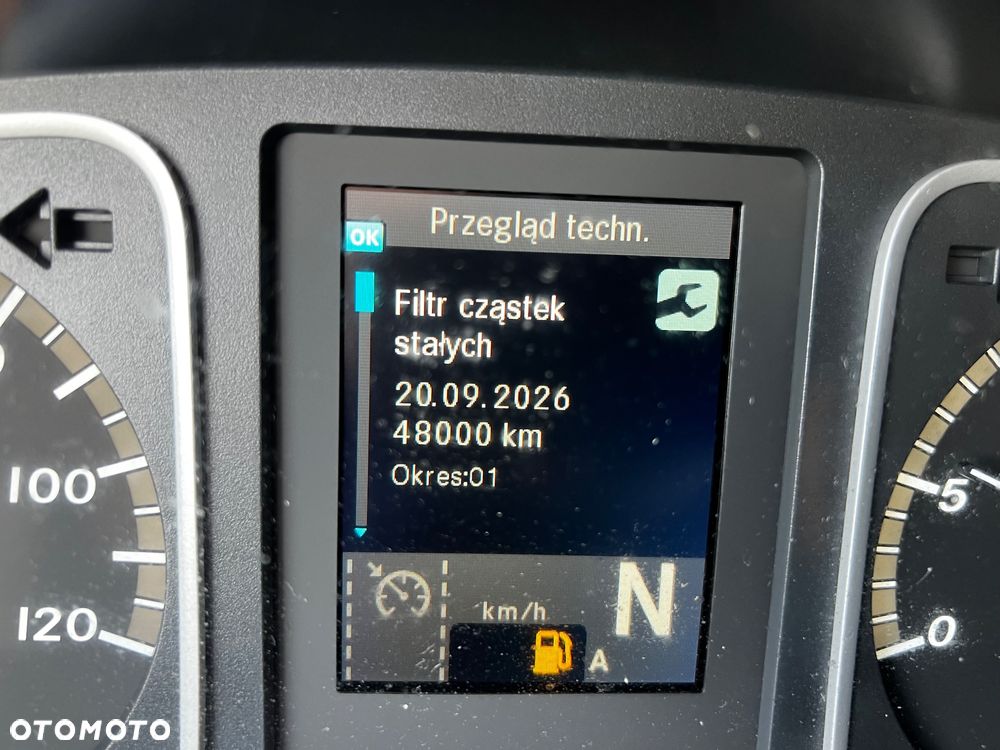 Przegląd techn.
OK
Filtr cząstek
stałych
20.09.2026
48000 km
Okres:01
km/h
N
A
100
120
5
0
OTOMOTO